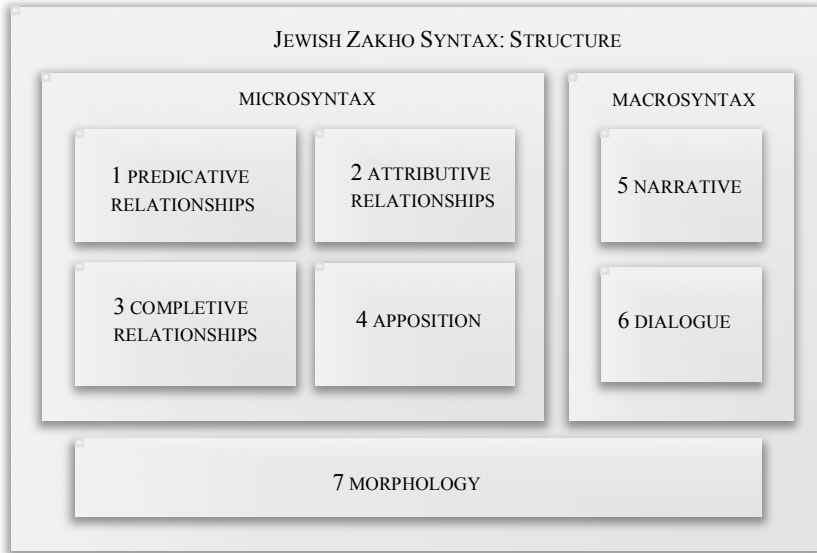 JEWISH ZAKHO SYNTAX: STRUCTURE
MICROSYNTAX
1 PREDICATIVE
RELATIONSHIPS
2 ATTRIBUTIVE
RELATIONSHIPS
3 COMPLETIVE
RELATIONSHIPS
4 APPOSITION
MACROSYNTAX
5 NARRATIVE
6 DIALOGUE
7 MORPHOLOGY